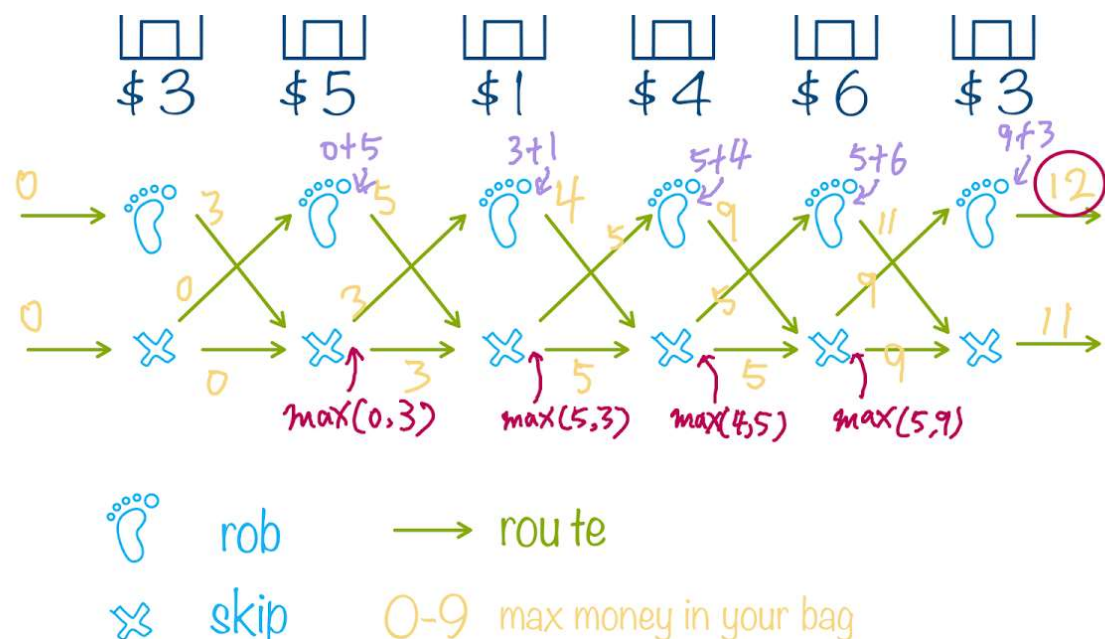 $3 $5 $1 $4 $6 $3
0+5 3+1 5+4 5+6 9+3
0 3 5 4 9 11 12
0 3 5 5 9
0 0 3 5 5 9 11
max(0,3) max(5,3) max(4,5) max(5,9)
rob route
skip 0-9 max money in your bag